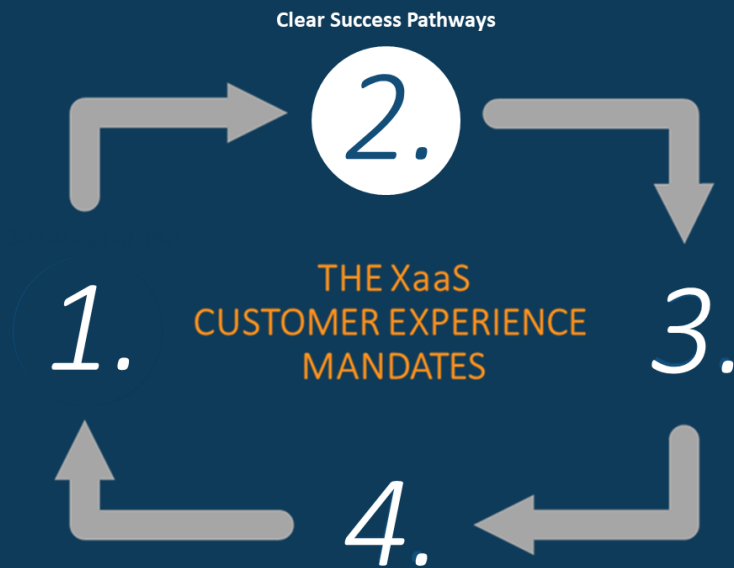 Clear Success Pathways
2.
1.
THE XaaS
CUSTOMER EXPERIENCE
MANDATES
3.
4.